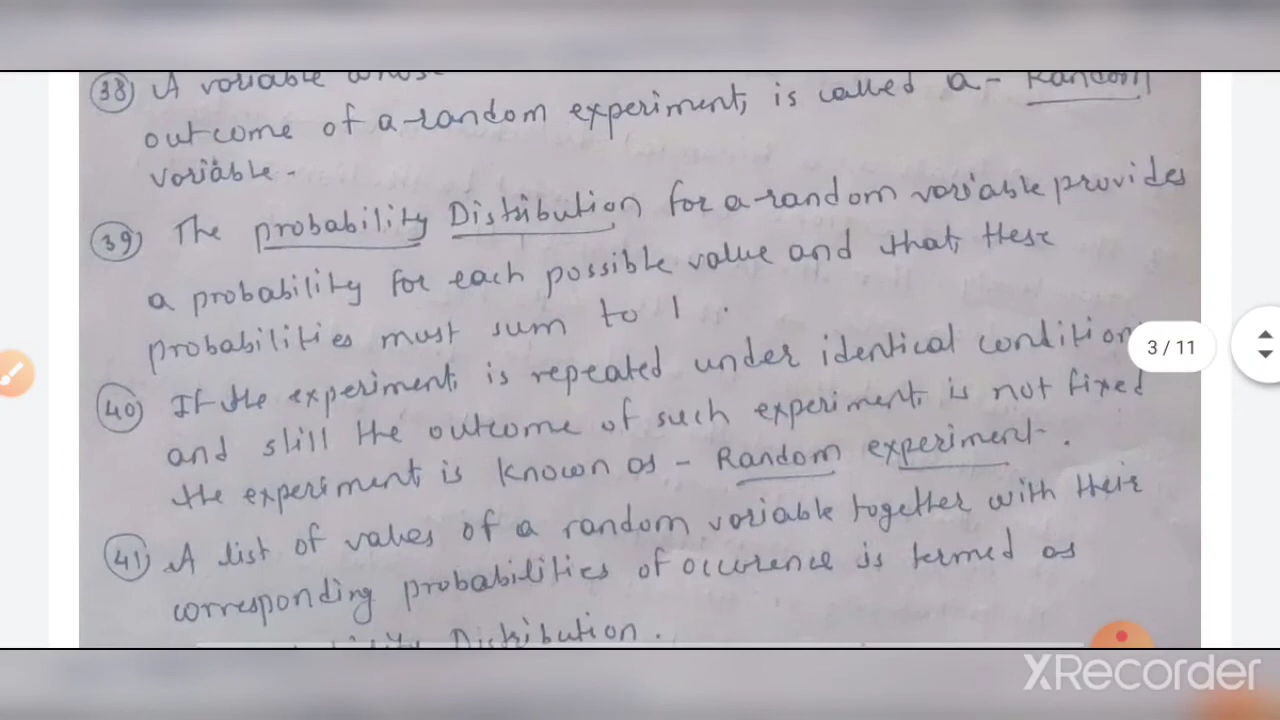 38) A variable
outcome of a random experiment, is called a - Random
variable.
39) The probability Distribution for a random variable provides
a probability for each possible value and that, these
probabilities must sum to 1.
40) If the experiment, is repeated under identical condition
and still the outcome of such experiment, is not fixed
the experiment is known as - Random experiment.
41) A list of values of a random variable together with their
corresponding probabilities of occurence is termed as
Distribution.
3 / 11
XRecorder